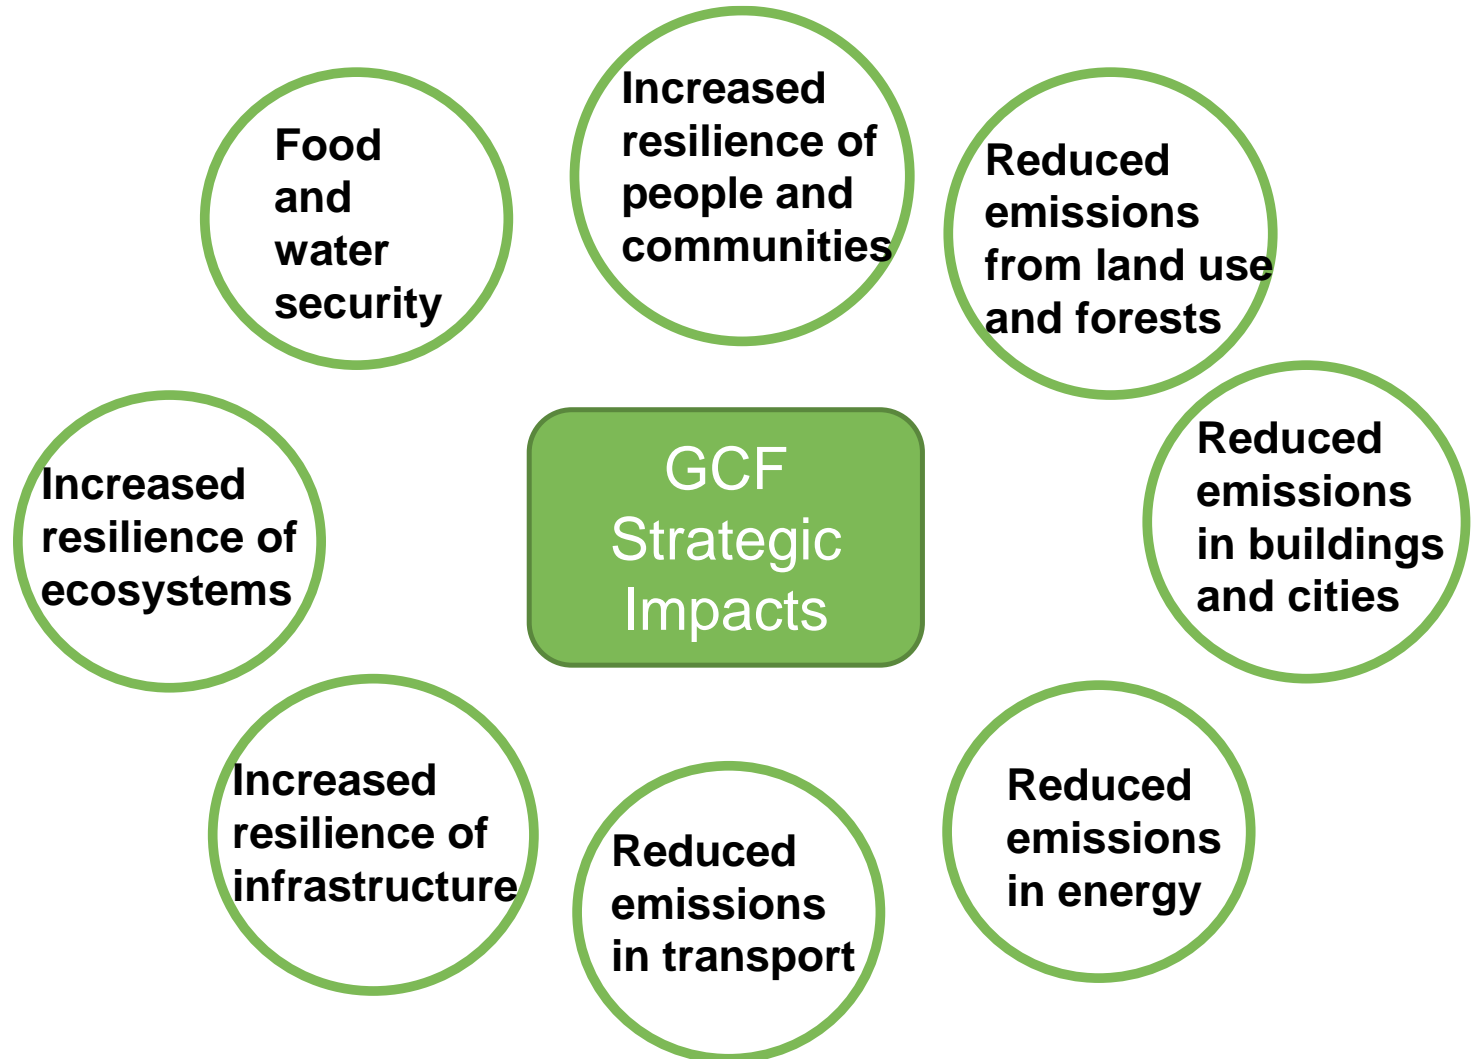 Increased
resilience of
people and
communities
Food
and
water
security
Reduced
emissions
from land use
and forests
Reduced
emissions
in buildings
and cities
GCF
Strategic
Impacts
Increased
resilience of
ecosystems
Increased
resilience of
infrastructure
Reduced
emissions
in transport
Reduced
emissions
in energy